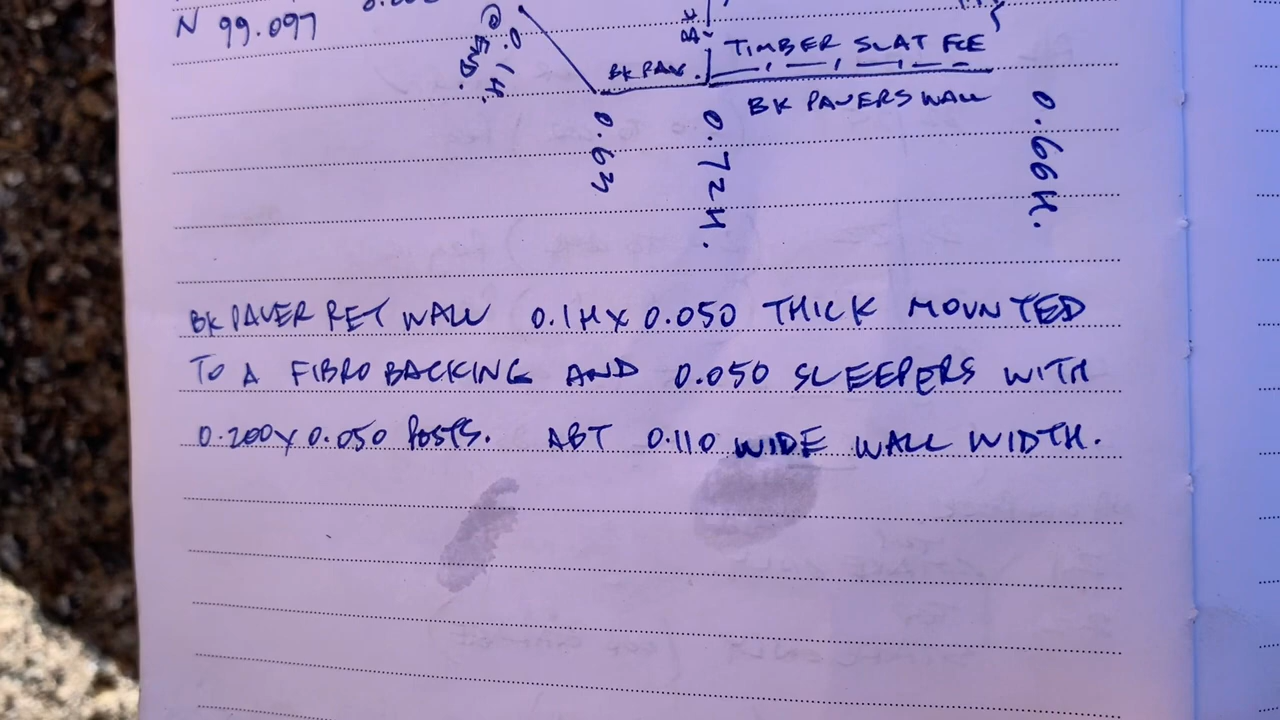 N 99.097
0.14.
@ END.
BK PAV.
TIMBER SLAT FCE
BK PAVERS WALL
0.63
0.72H.
0.66H.
BK PAVER RET WALL 0.1H X 0.050 THICK MOUNTED
TO A FIBRO BACKING AND 0.050 SLEEPERS WITH
0.200 X 0.050 POSTS. ABT 0.110 WIDE WALL WIDTH.